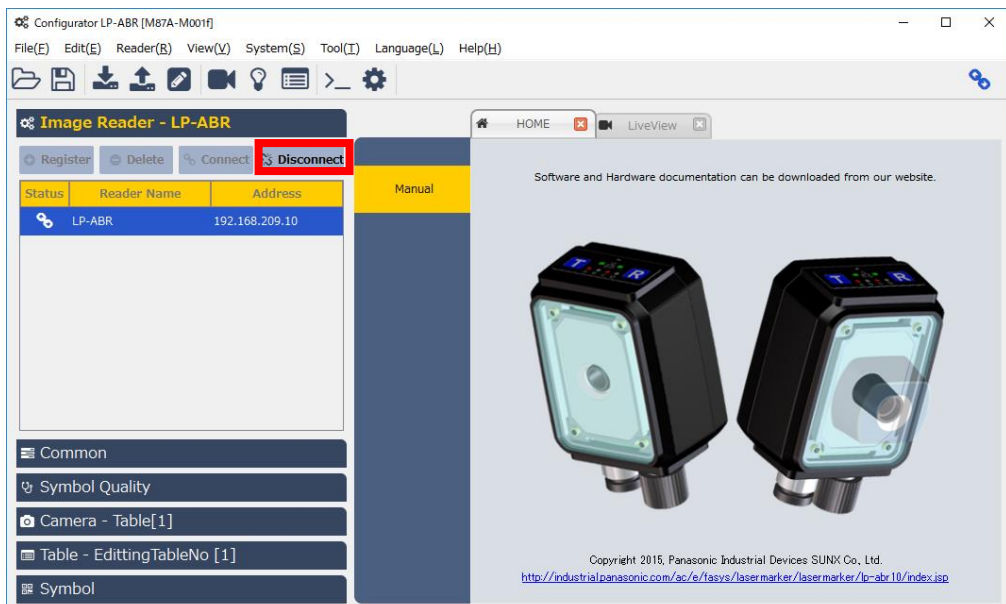 Configurator LP-ABR [M87A-M001f]
File(F) Edit(E) Reader(R) View(V) System(S) Tool(T) Language(L) Help(H)
Image Reader - LP-ABR
Register Delete Connect Disconnect
Status Reader Name Address
LP-ABR 192.168.209.10
Common
Symbol Quality
Camera - Table[1]
Table - EdittingTableNo [1]
Symbol
Manual
HOME LiveView
Software and Hardware documentation can be downloaded from our website.
T R
T R
Copyright 2015, Panasonic Industrial Devices SUNX Co., Ltd.
http://industrial.panasonic.com/ac/e/fasys/lasermarker/lasermarker/lp-abr10/index.jsp